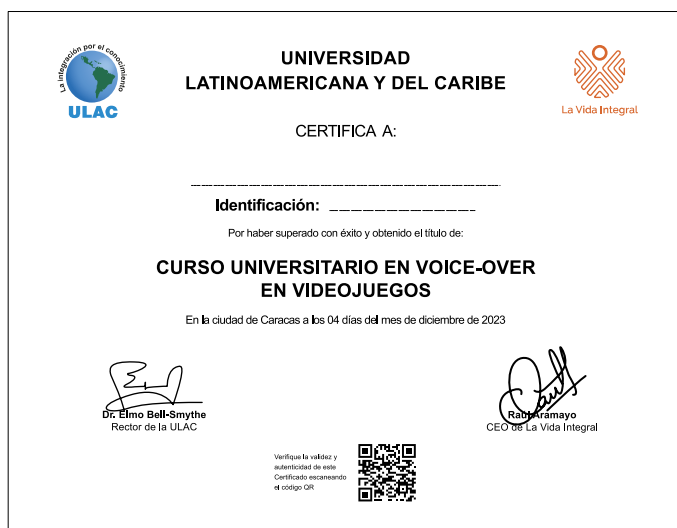 La integración por el conocimiento
ULAC
UNIVERSIDAD
LATINOAMERICANA Y DEL CARIBE
La Vida Integral
CERTIFICA A:
Identificación: _____________
Por haber superado con éxito y obtenido el título de:
CURSO UNIVERSITARIO EN VOICE-OVER
EN VIDEOJUEGOS
En la ciudad de Caracas a los 04 días del mes de diciembre de 2023
Dr. Elmo Bell-Smythe
Rector de la ULAC
Raúl Aramayo
CEO de La Vida Integral
Verifique la validez y
autenticidad de este
Certificado escaneando
el código QR